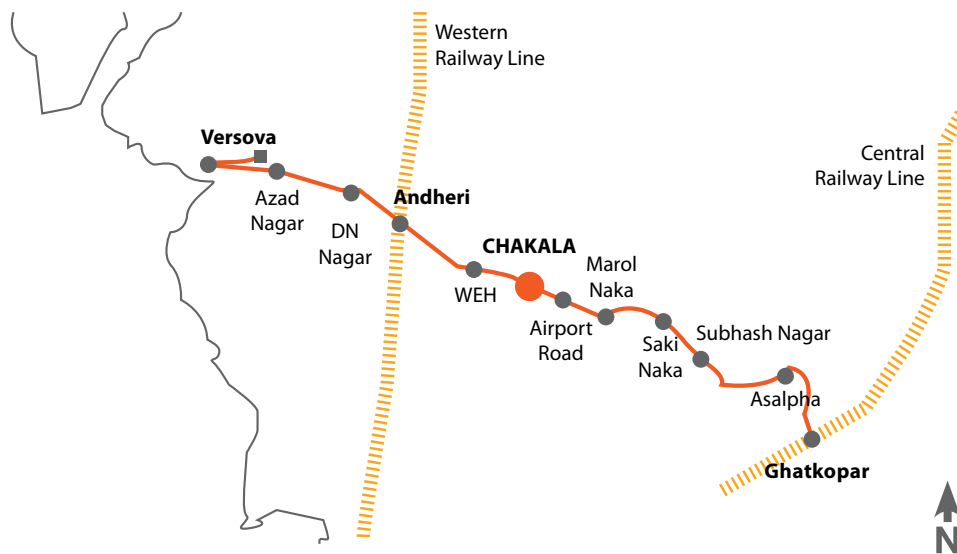 Western
Railway Line
Versova
Central
Railway Line
Azad
Nagar
Andheri
DN
Nagar
CHAKALA
Marol
Naka
WEH
Airport
Road
Subhash Nagar
Saki
Naka
Asalpha
Ghatkopar
N